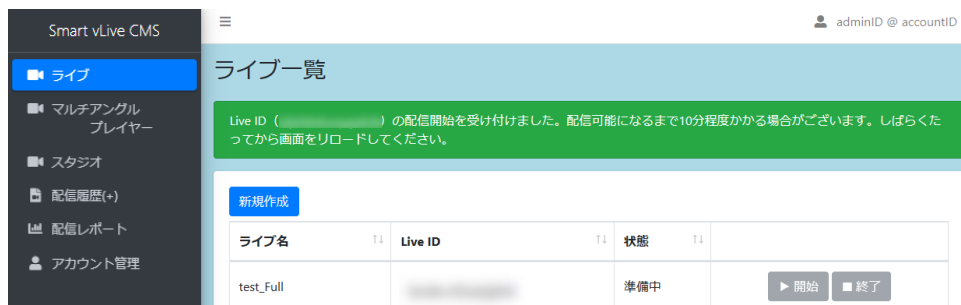 Smart vLive CMS
adminID @ accountID
ライブ
マルチアングル
プレイヤー
スタジオ
配信履歴(+)
配信レポート
アカウント管理
ライブ一覧
Live ID（ ）の配信開始を受け付けました。配信可能になるまで10分程度かかる場合がございます。しばらくた
ってから画面をリロードしてください。
新規作成
ライブ名 Live ID 状態
test_Full 準備中 開始 終了